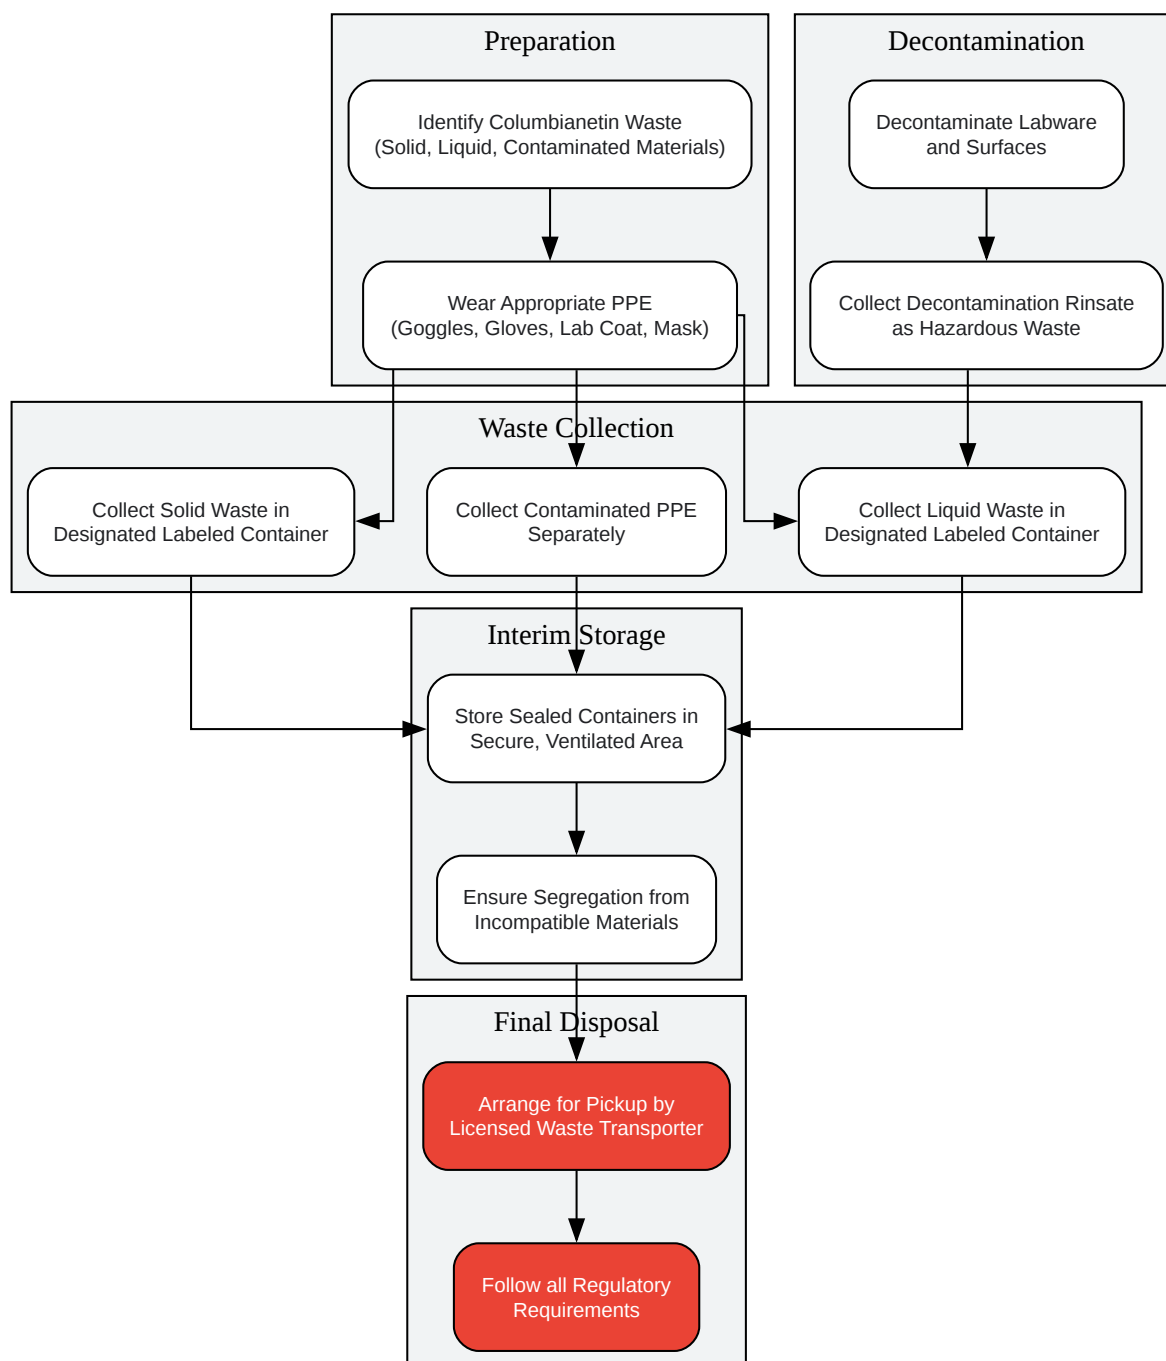 Preparation
Identify Columbianetin Waste
(Solid, Liquid, Contaminated Materials)
Wear Appropriate PPE
(Goggles, Gloves, Lab Coat, Mask)
Decontamination
Decontaminate Labware
and Surfaces
Collect Decontamination Rinsate
as Hazardous Waste
Waste Collection
Collect Solid Waste in
Designated Labeled Container
Collect Contaminated PPE
Separately
Collect Liquid Waste in
Designated Labeled Container
Interim Storage
Store Sealed Containers in
Secure, Ventilated Area
Ensure Segregation from
Incompatible Materials
Final Disposal
Arrange for Pickup by
Licensed Waste Transporter
Follow all Regulatory
Requirements